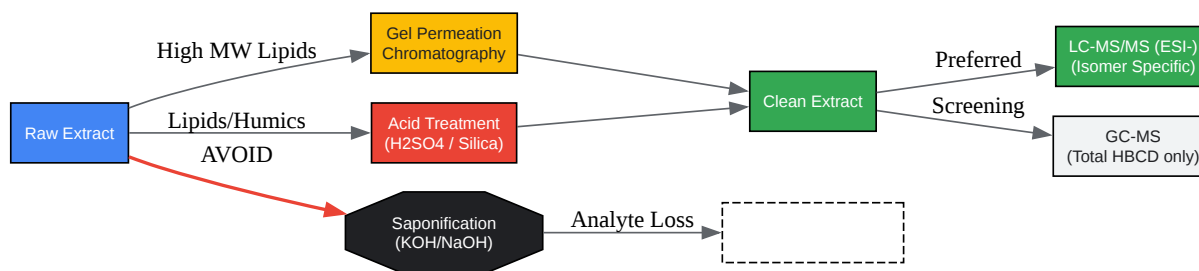 High MW Lipids
Gel Permeation
Chromatography
Raw Extract
Lipids/Humics
Acid Treatment
(H2SO4 / Silica)
AVOID
Saponification
(KOH/NaOH)
Analyte Loss
Clean Extract
Preferred
LC-MS/MS (ESI-)
(Isomer Specific)
Screening
GC-MS
(Total HBCD only)